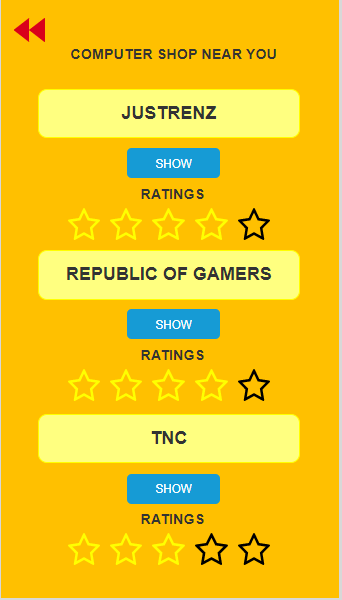 COMPUTER SHOP NEAR YOU
JUSTRENZ
SHOW
RATINGS
REPUBLIC OF GAMERS
SHOW
RATINGS
TNC
SHOW
RATINGS